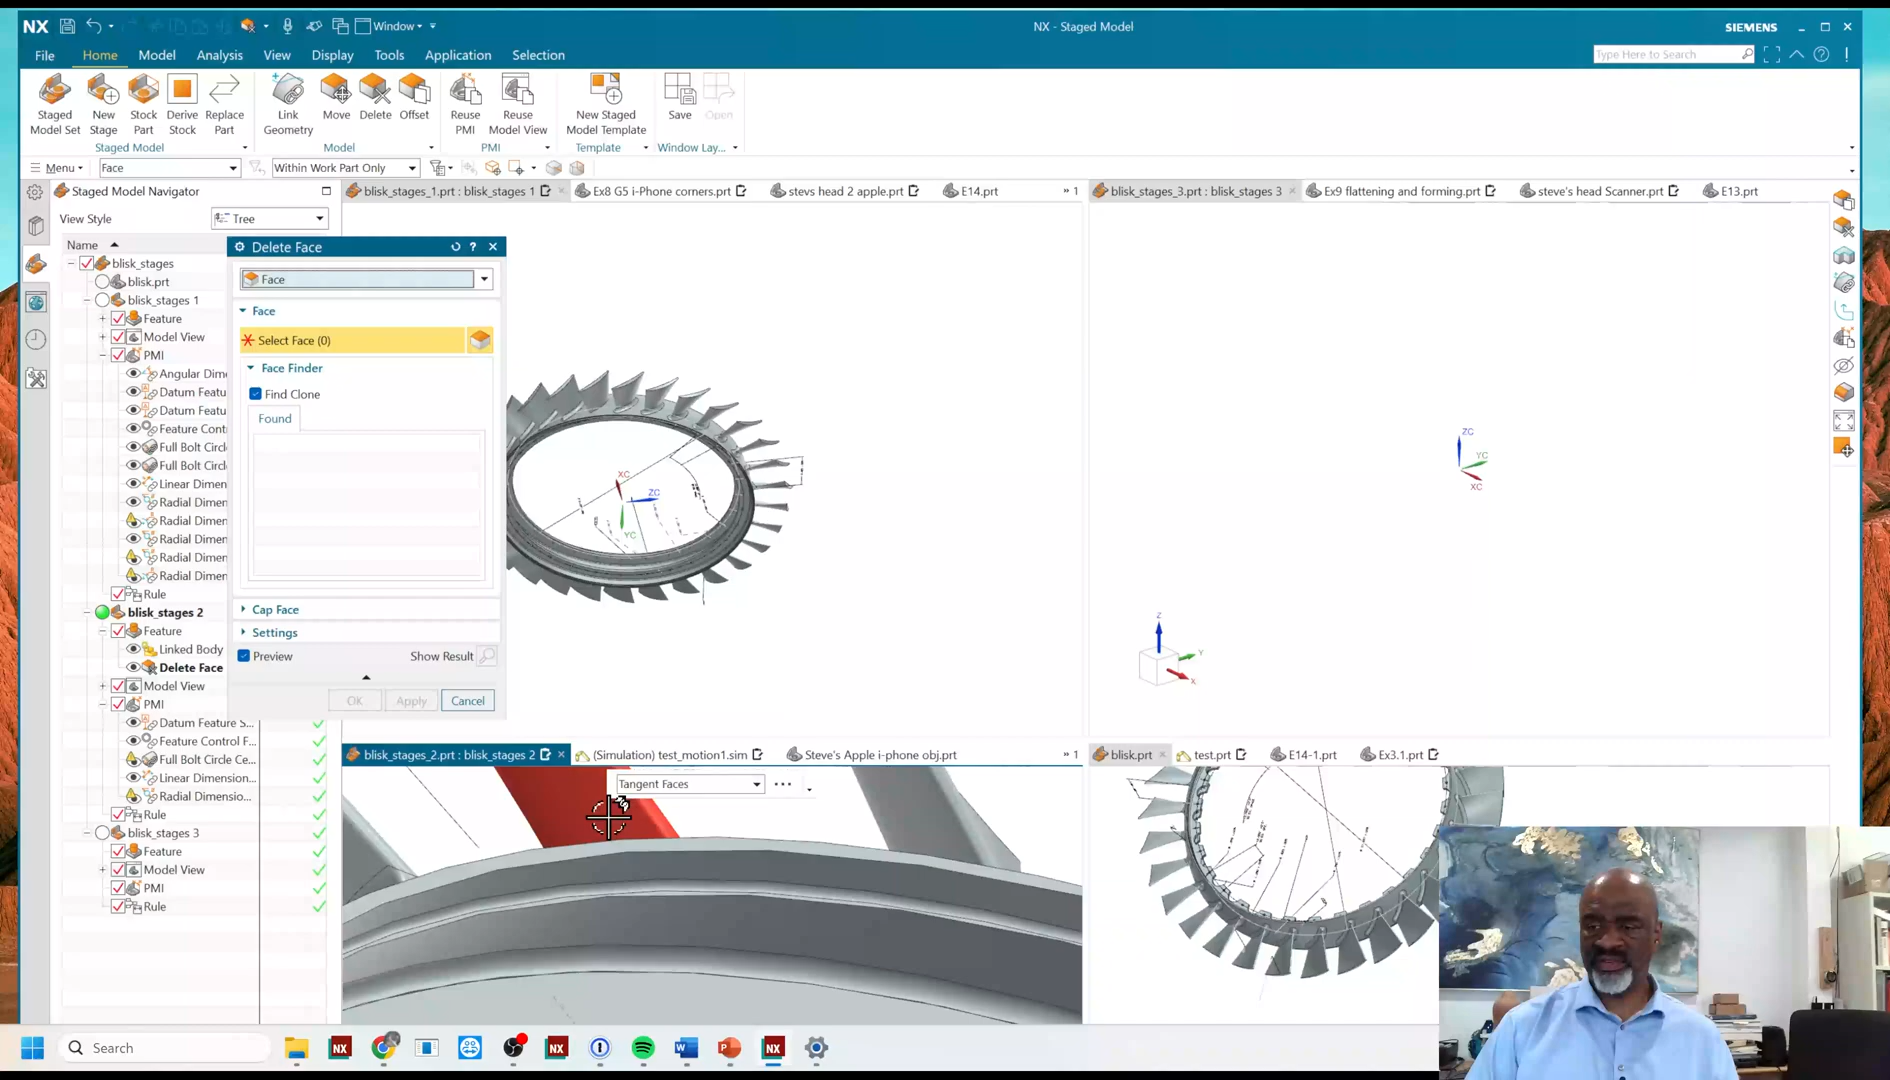 NX
Window
NX - Staged Model
SIEMENS
File
Home
Model
Analysis
View
Display
Tools
Application
Selection
Type Here to Search
Staged
Model Set
New
Stage
Stock
Part
Derive
Stock
Replace
Part
Link
Geometry
Move
Delete
Offset
Reuse
PMI
Reuse
Model View
New Staged
Model Template
Save
Open
Staged Model
Model
PMI
Template
Window Lay...
Menu
Face
Within Work Part Only
Staged Model Navigator
blisk_stages_1.prt : blisk_stages 1
Ex8 G5 i-Phone corners.prt
stevs head 2 apple.prt
E14.prt
» 1
blisk_stages_3.prt : blisk_stages 3
Ex9 flattening and forming.prt
steve's head Scanner.prt
E13.prt
View Style
Tree
Name
blisk_stages
blisk.prt
blisk_stages 1
Feature
Model View
PMI
Angular Dime
Datum Featu
Datum Featu
Feature Cont
Full Bolt Circl
Full Bolt Circl
Linear Dimen
Radial Dimen
Radial Dimen
Radial Dimen
Radial Dimen
Radial Dimen
Rule
blisk_stages 2
Feature
Linked Body
Delete Face
Model View
PMI
Datum Feature S...
Feature Control F...
Full Bolt Circle Ce...
Linear Dimension...
Radial Dimensio...
Rule
blisk_stages 3
Feature
Model View
PMI
Rule
Delete Face
?
Face
Face
Select Face (0)
Face Finder
Find Clone
Found
Cap Face
Settings
Preview
Show Result
OK
Apply
Cancel
XC
ZC
YC
ZC
YC
XC
Z
Y
X
blisk_stages_2.prt : blisk_stages 2
(Simulation) test_motion1.sim
Steve's Apple i-phone obj.prt
» 1
blisk.prt
test.prt
E14-1.prt
Ex3.1.prt
Tangent Faces
Search
NX
NX
NX